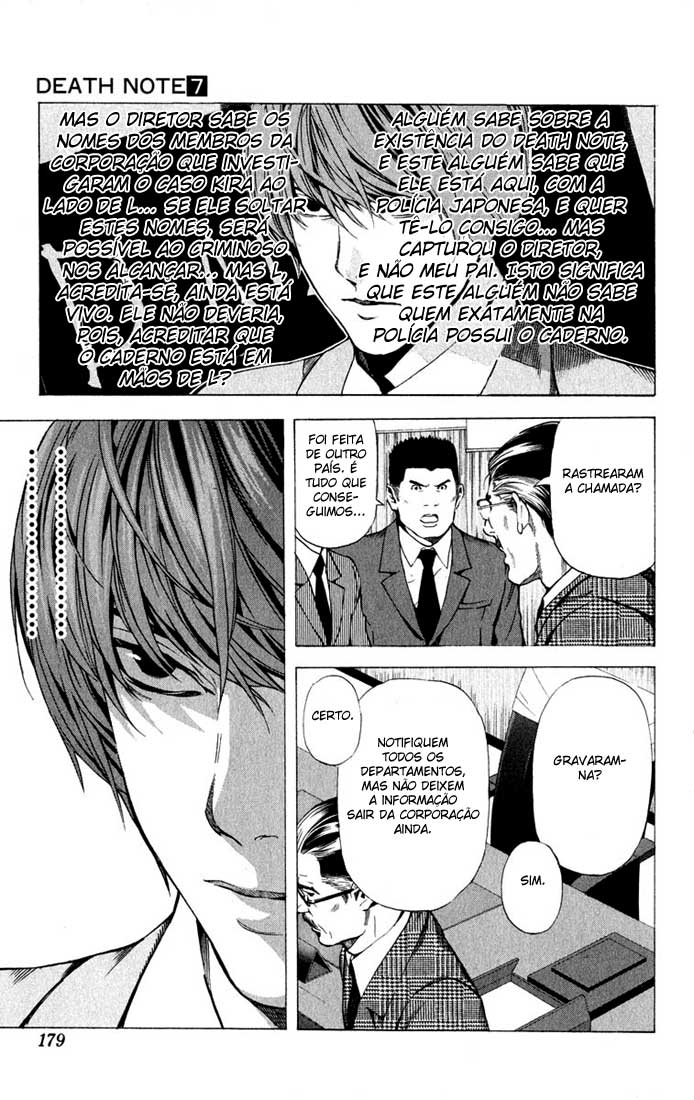 DEATH NOTE 7
ALGUÉM SABE SOBRE A
EXISTÊNCIA DO DEATH NOTE,
E ESTE ALGUÉM SABE QUE
ELE ESTÁ AQUI, COM A
POLÍCIA JAPONESA, E QUER
TÊ-LO CONSIGO... MAS
CAPTUROU O DIRETOR,
E NÃO MEU PAI. ISTO SIGNIFICA
QUE ESTE ALGUÉM NÃO SABE
QUEM EXATAMENTE NA
POLÍCIA POSSUI O CADERNO.
MAS O DIRETOR SABE OS
NOMES DOS MEMBROS DA
CORPORAÇÃO QUE INVESTI-
GARAM O CASO KIRA AO
LADO DE L... SE ELE SOLTAR
ESTES NOMES, SERÁ
POSSÍVEL AO CRIMINOSO
NOS ALCANÇAR... MAS L,
ACREDITA-SE, AINDA ESTÁ
VIVO. ELE NÃO DEVERIA,
POIS, ACREDITAR QUE
O CADERNO ESTÁ EM
MÃOS DE L?
RASTREARAM
A CHAMADA?
FOI FEITA
DE OUTRO
PAÍS. É
TUDO QUE
CONSE-
GUIMOS...
GRAVARAM-
NA?
SIM.
CERTO.
NOTIFIQUEM
TODOS OS
DEPARTAMENTOS,
MAS NÃO DEIXEM
A INFORMAÇÃO
SAIR DA CORPORAÇÃO
AINDA.
179